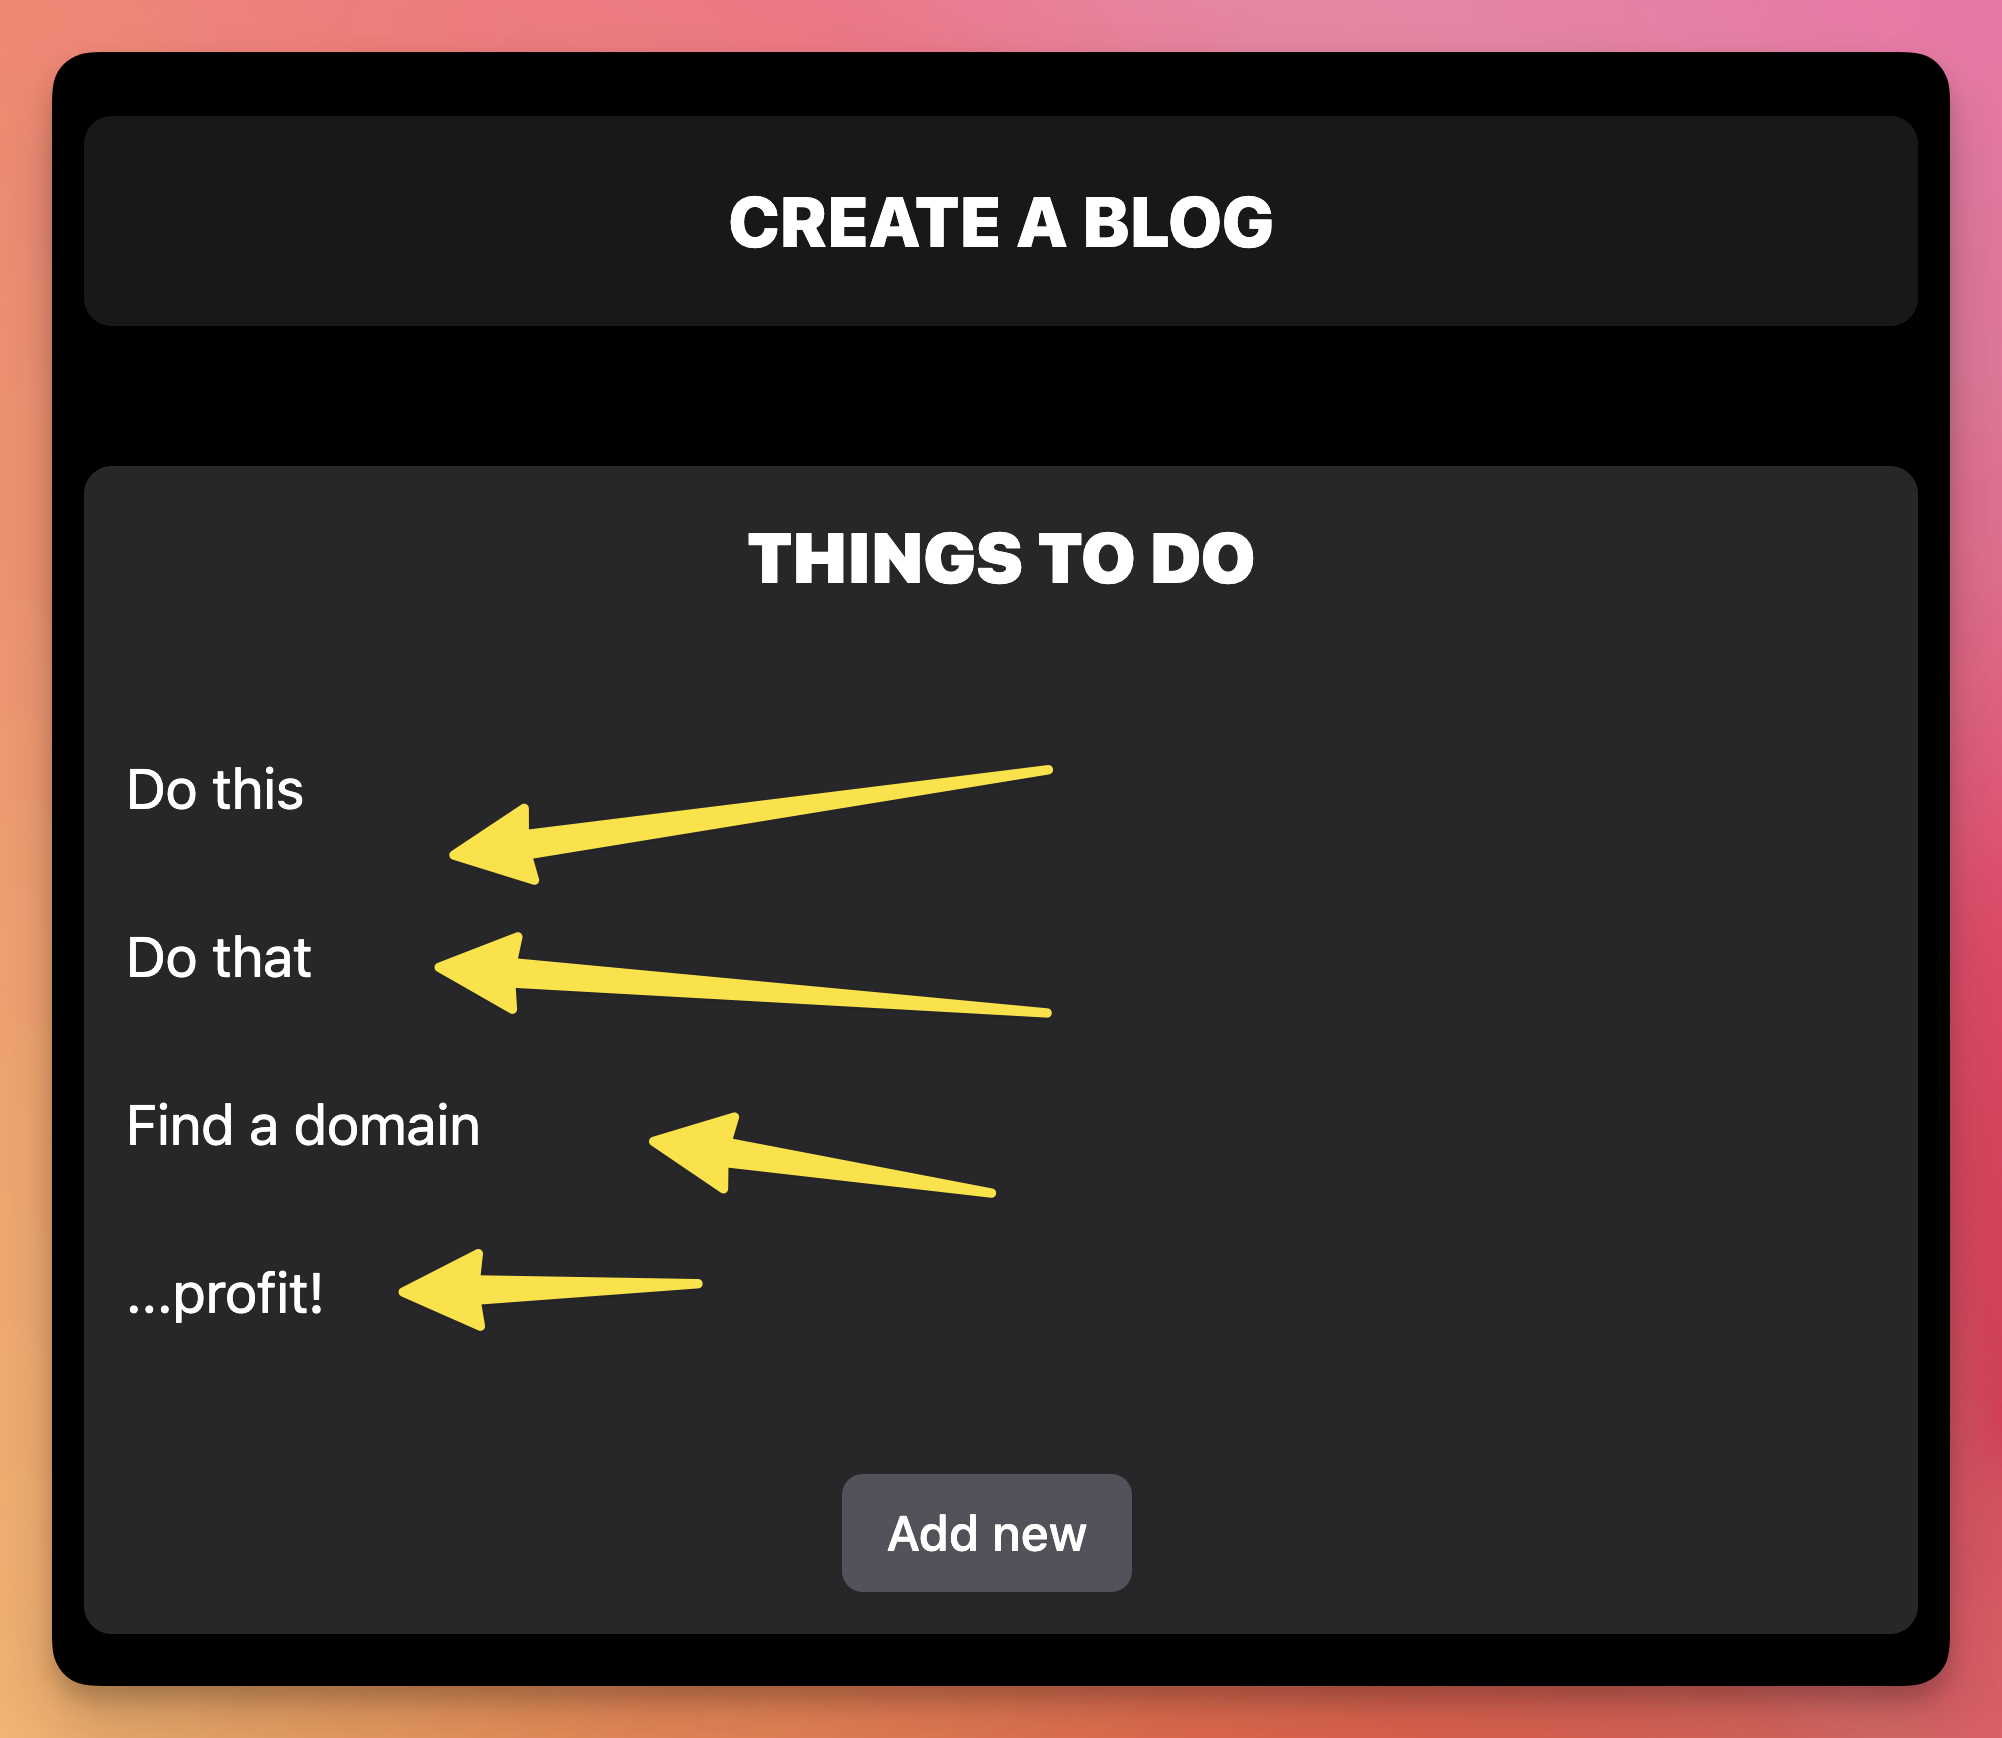 CREATE A BLOG
THINGS TO DO
Do this
Do that
Find a domain
...profit!
Add new